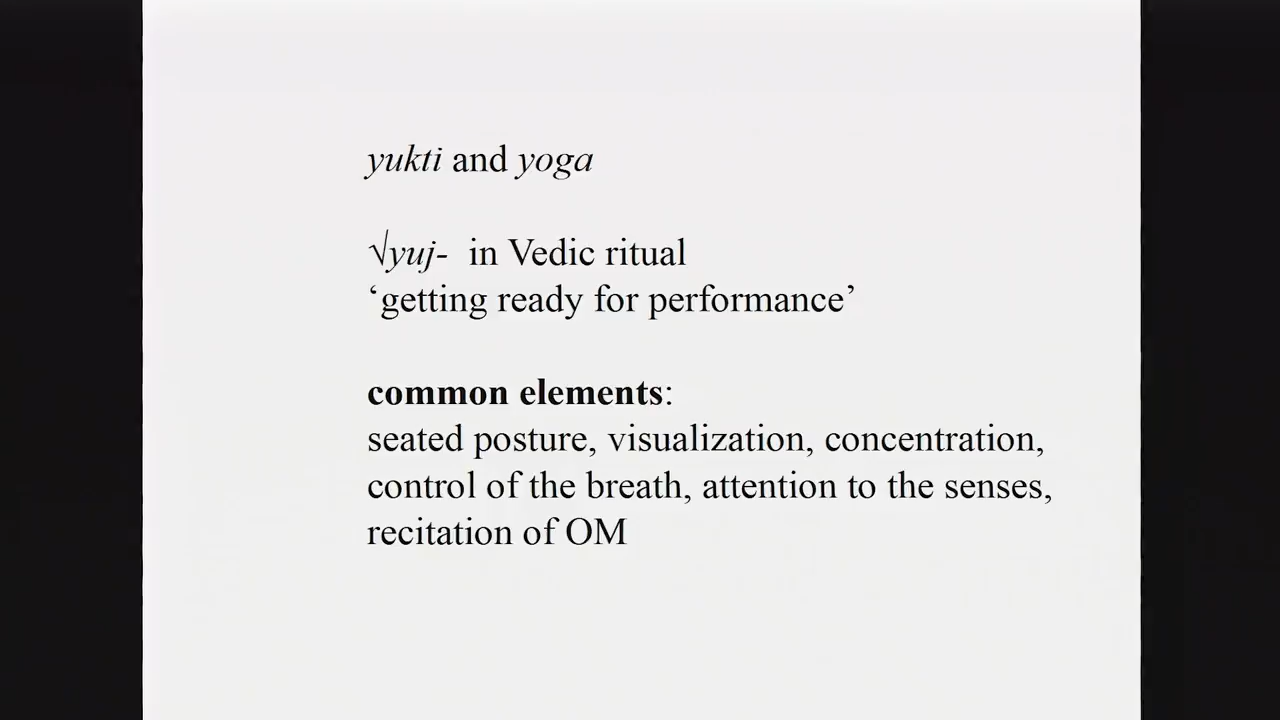 yukti and yoga
√yuj- in Vedic ritual
‘getting ready for performance’
common elements:
seated posture, visualization, concentration,
control of the breath, attention to the senses,
recitation of OM